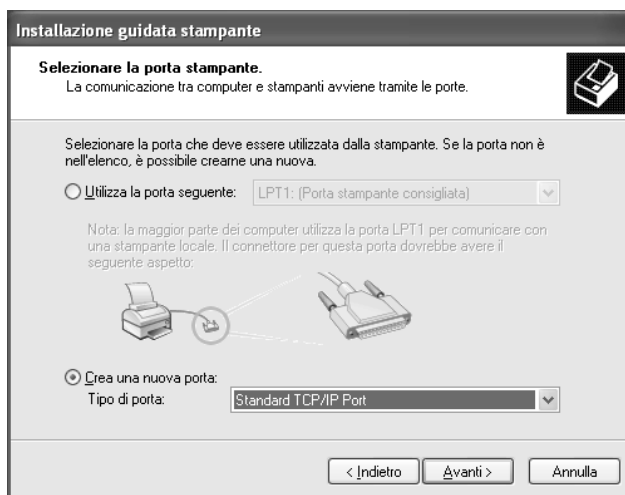 Installazione guidata stampante
Selezionare la porta stampante.
La comunicazione tra computer e stampanti avviene tramite le porte.
Selezionare la porta che deve essere utilizzata dalla stampante. Se la porta non è
nell'elenco, è possibile crearne una nuova.
Utilizza la porta seguente: LPT1: (Porta stampante consigliata)
Nota: la maggior parte dei computer utilizza la porta LPT1 per comunicare con
una stampante locale. Il connettore per questa porta dovrebbe avere il
seguente aspetto:
Crea una nuova porta:
Tipo di porta: Standard TCP/IP Port
< Indietro Avanti > Annulla